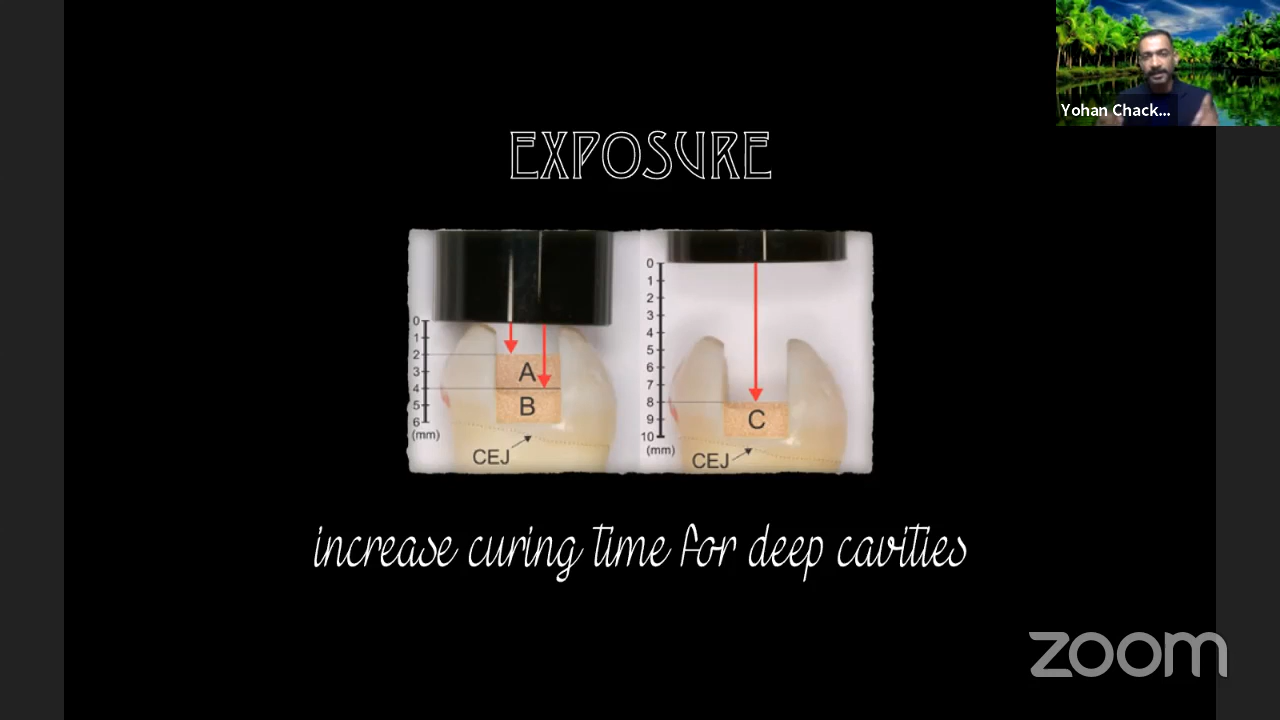 Yohan Chack...
EXPOSURE
0
1
2
3
4
5
6
(mm)
A
B
CEJ
0
1
2
3
4
5
6
7
8
9
10
(mm)
C
CEJ
increase curing time for deep cavities
zoom